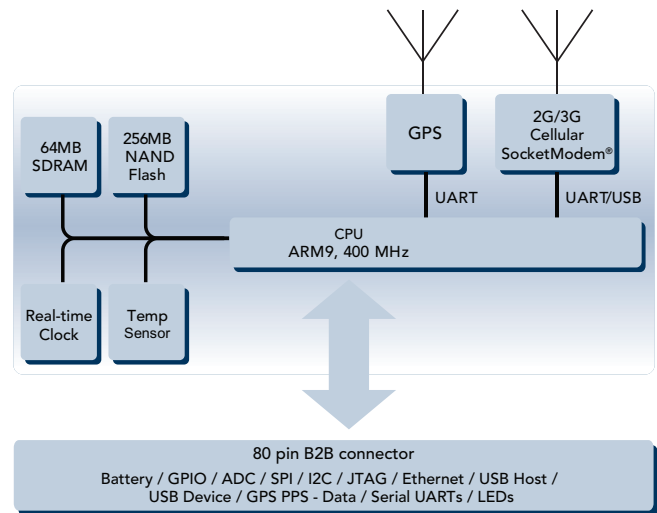 64MB
SDRAM
256MB
NAND
Flash
GPS
2G/3G
Cellular
SocketModem®
UART
UART/USB
CPU
ARM9, 400 MHz
Real-time
Clock
Temp
Sensor
80 pin B2B connector
Battery / GPIO / ADC / SPI / I2C / JTAG / Ethernet / USB Host /
USB Device / GPS PPS - Data / Serial UARTs / LEDs